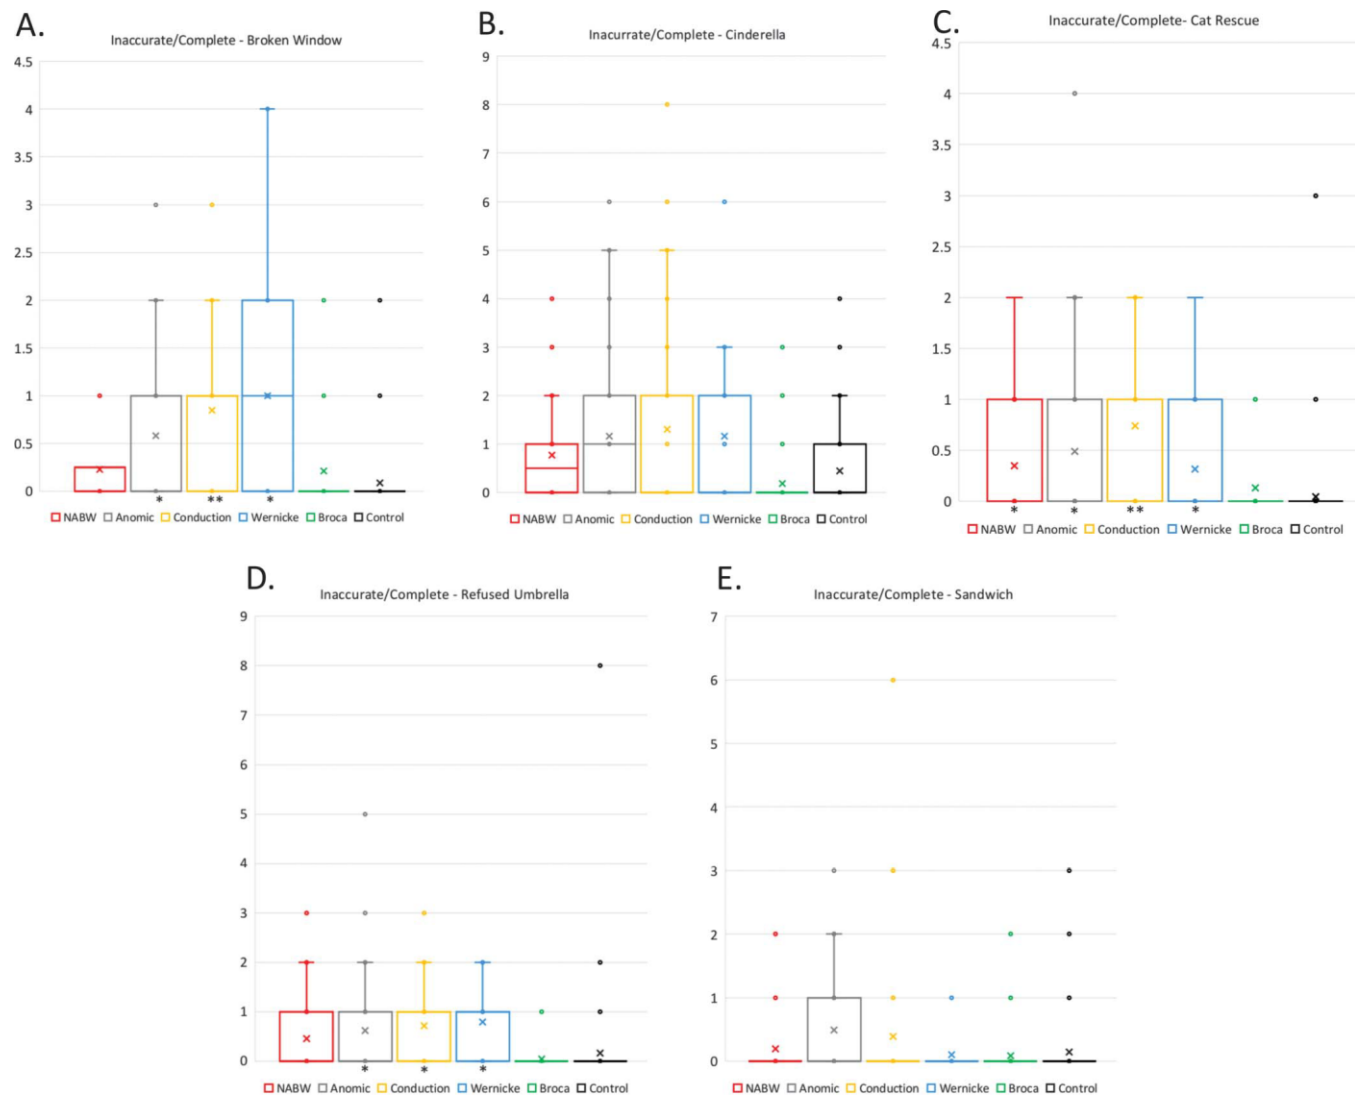 A.
Inaccurate/Complete - Broken Window
4.5
4
3.5
3
2.5
2
1.5
1
0.5
0
* ** *
NABW Anomic Conduction Wernicke Broca Control
B.
Inacurrate/Complete - Cinderella
9
8
7
6
5
4
3
2
1
0
NABW Anomic Conduction Wernicke Broca Control
C.
Inaccurate/Complete- Cat Rescue
4.5
4
3.5
3
2.5
2
1.5
1
0.5
0
* * ** *
NABW Anomic Conduction Wernicke Broca Control
D.
Inaccurate/Complete - Refused Umbrella
9
8
7
6
5
4
3
2
1
0
* * *
NABW Anomic Conduction Wernicke Broca Control
E.
Inaccurate/Complete - Sandwich
7
6
5
4
3
2
1
0
NABW Anomic Conduction Wernicke Broca Control